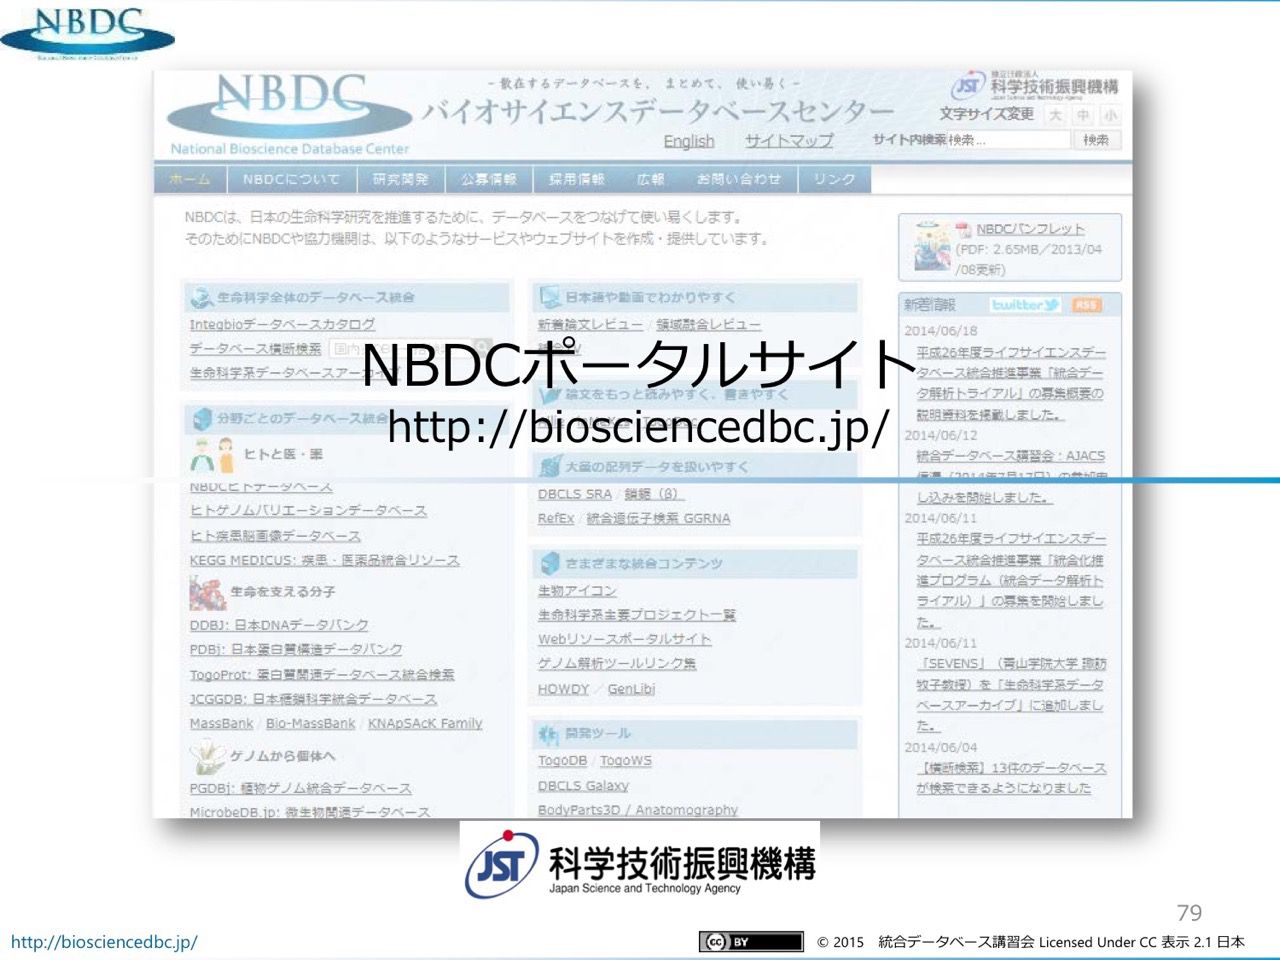 NBDC
NBDC
National Bioscience Database Center
－散在するデータベースを、まとめて、使い易く－
バイオサイエンスデータベースセンター
独立行政法人
JST 科学技術振興機構
Japan Science and Technology Agency
文字サイズ変更 大 中 小
English サイトマップ サイト内検索 検索... 検索
ホーム NBDCについて 研究開発 公募情報 採用情報 広報 お問い合わせ リンク
NBDCは、日本の生命科学研究を推進するために、データベースをつなげて使い易くします。
そのためにNBDCや協力機関は、以下のようなサービスやウェブサイトを作成・提供しています。
生命科学全体のデータベース統合
Integbioデータベースカタログ
データベース横断検索
生命科学系データベースアーカイブ
分野ごとのデータベース統合
ヒトと医・薬
NBDCヒトデータベース
ヒトゲノムバリエーションデータベース
ヒト疾患脳画像データベース
KEGG MEDICUS: 疾患・医薬品統合リソース
生命を支える分子
DDBJ: 日本DNAデータバンク
PDBj: 日本蛋白質構造データバンク
TogoProt: 蛋白質関連データベース統合検索
JCGGDB: 日本糖鎖科学統合データベース
MassBank / Bio-MassBank / KNApSAcK Family
ゲノムから個体へ
PGDBj: 植物ゲノム統合データベース
MicrobeDB.jp: 微生物関連データベース
日本語や動画でわかりやすく
新着論文レビュー / 領域融合レビュー
論文をもっと読みやすく、書きやすく
大量の配列データを扱いやすく
DBCLS SRA / 鎖鋸（β）
RefEx / 統合遺伝子検索 GGRNA
さまざまな統合コンテンツ
生物アイコン
生命科学系主要プロジェクト一覧
Webリソースポータルサイト
ゲノム解析ツールリンク集
HOWDY / GenLibi
開発ツール
TogoDB / TogoWS
DBCLS Galaxy
BodyParts3D / Anatomography
NBDCパンフレット
(PDF: 2.65MB／2013/04
/08更新)
新着情報 twitter RSS
2014/06/18
平成26年度ライフサイエンスデー
タベース統合推進事業「統合デー
タ解析トライアル」の募集概要の
説明資料を掲載しました。
2014/06/12
統合データベース講習会：AJACS
し込みを開始しました。
2014/06/11
平成26年度ライフサイエンスデー
タベース統合推進事業「統合化推
進プログラム（統合データ解析ト
ライアル）」の募集を開始しまし
た。
2014/06/11
「SEVENS」（青山学院大学 諏訪
牧子教授）を「生命科学系データ
ベースアーカイブ」に追加しまし
た。
2014/06/04
【横断検索】13件のデータベース
が検索できるようになりました
NBDCポータルサイト
http://biosciencedbc.jp/
JST 科学技術振興機構
Japan Science and Technology Agency
79
http://biosciencedbc.jp/
cc BY © 2015 統合データベース講習会 Licensed Under CC 表示 2.1 日本